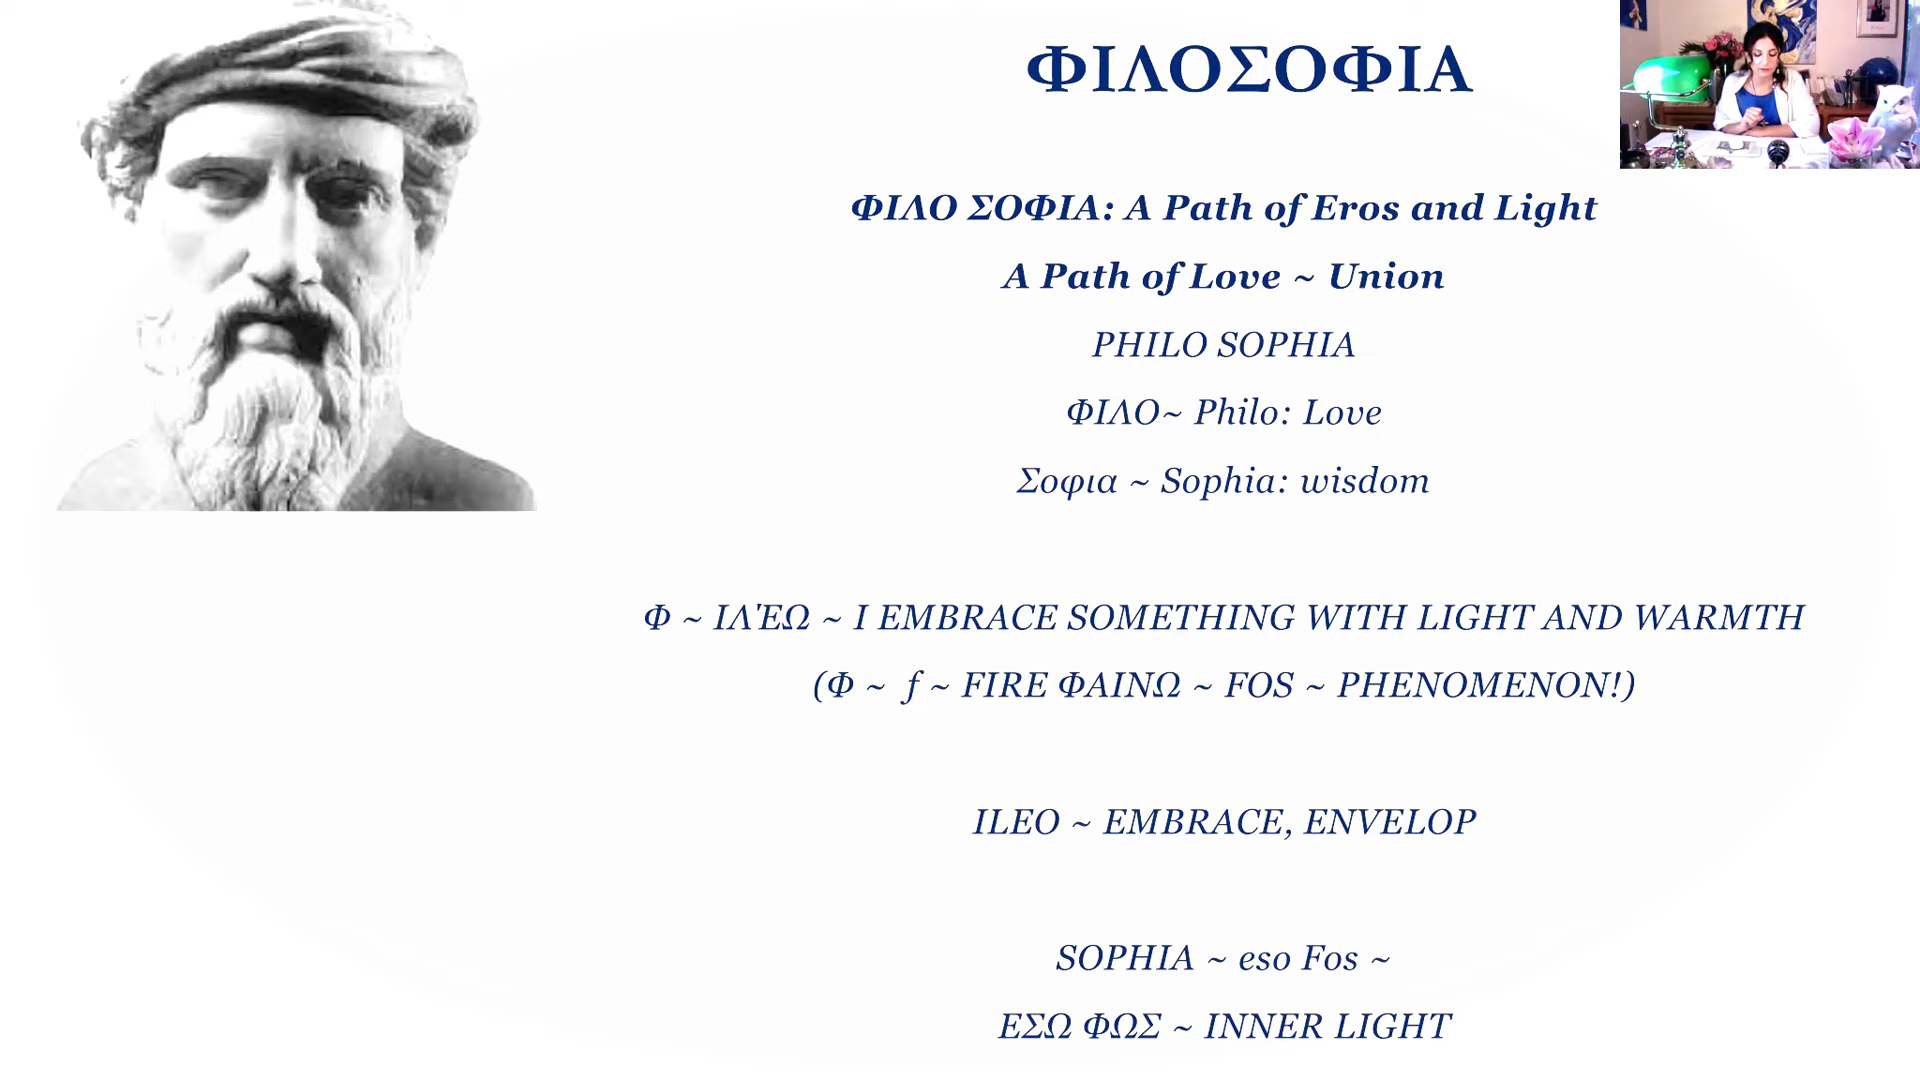 ΦΙΛΟΣΟΦΙΑ
ΦΙΛΟ ΣΟΦΙΑ: A Path of Eros and Light
A Path of Love ~ Union
PHILO SOPHIA
ΦΙΛΟ~ Philo: Love
Σοφια ~ Sophia: wisdom
Φ ~ ΙΛΈΩ ~ I EMBRACE SOMETHING WITH LIGHT AND WARMTH
(Φ ~ f ~ FIRE ΦΑΙΝΩ ~ FOS ~ PHENOMENON!)
ILEO ~ EMBRACE, ENVELOP
SOPHIA ~ eso Fos ~
ΕΣΩ ΦΩΣ ~ INNER LIGHT